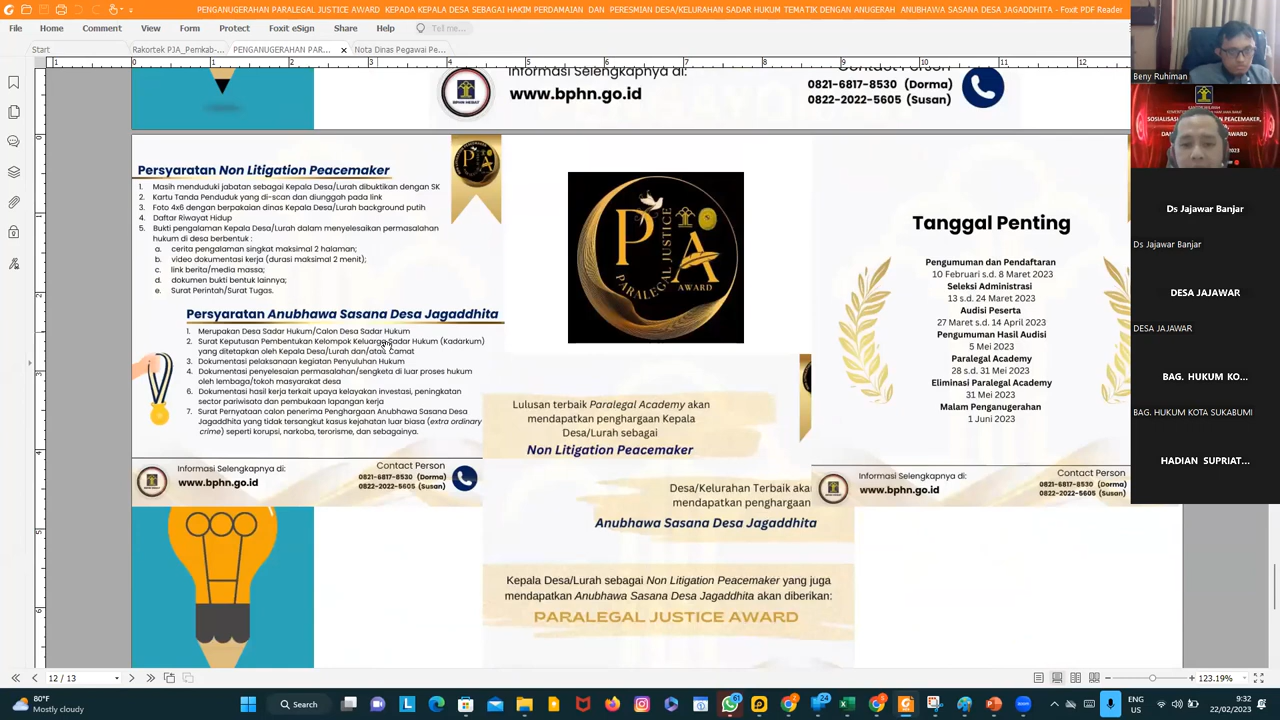 PENGANUGERAHAN PARALEGAL JUSTICE AWARD KEPADA KEPALA DESA SEBAGAI HAKIM PERDAMAIAN DAN PERESMIAN DESA/KELURAHAN SADAR HUKUM TEMATIK DENGAN ANUGERAH ANUBHAWA SASANA DESA JAGADDHITA - Foxit PDF Reader
File Home Comment View Form Protect Foxit eSign Share Help Tell me...
Start Rakortek PJA_Pemkab-... PENGANUGERAHAN PAR... Nota Dinas Pegawai Pe...
Informasi Selengkapnya di:
www.bphn.go.id
BPHN HEBAT
Contact Person
0821-6817-8530 (Dorma)
0822-2022-5605 (Susan)
Persyaratan Non Litigation Peacemaker
1. Masih menduduki jabatan sebagai Kepala Desa/Lurah dibuktikan dengan SK
2. Kartu Tanda Penduduk yang di-scan dan diunggah pada link
3. Foto 4x6 dengan berpakaian dinas Kepala Desa/Lurah background putih
4. Daftar Riwayat Hidup
5. Bukti pengalaman Kepala Desa/Lurah dalam menyelesaikan permasalahan
hukum di desa berbentuk :
a. cerita pengalaman singkat maksimal 2 halaman;
b. video dokumentasi kerja (durasi maksimal 2 menit);
c. link berita/media massa;
d. dokumen bukti bentuk lainnya;
e. Surat Perintah/Surat Tugas.
Persyaratan Anubhawa Sasana Desa Jagaddhita
1. Merupakan Desa Sadar Hukum/Calon Desa Sadar Hukum
2. Surat Keputusan Pembentukan Kelompok Keluarga Sadar Hukum (Kadarkum)
yang ditetapkan oleh Kepala Desa/Lurah dan/atau Camat
3. Dokumentasi pelaksanaan kegiatan Penyuluhan Hukum
4. Dokumentasi penyelesaian permasalahan/sengketa di luar proses hukum
oleh lembaga/tokoh masyarakat desa
6. Dokumentasi hasil kerja terkait upaya kelayakan investasi, peningkatan
sektor pariwisata dan pembukaan lapangan kerja
7. Surat Pernyataan calon penerima Penghargaan Anubhawa Sasana Desa
Jagaddhita yang tidak tersangkut kasus kejahatan luar biasa (extra ordinary
crime) seperti korupsi, narkoba, terorisme, dan sebagainya.
Informasi Selengkapnya di:
www.bphn.go.id
Contact Person
0821-6817-8530 (Dorma)
0822-2022-5605 (Susan)
PJA
PARALEGAL JUSTICE
AWARD
Lulusan terbaik Paralegal Academy akan
mendapatkan penghargaan Kepala
Desa/Lurah sebagai
Non Litigation Peacemaker
Desa/Kelurahan Terbaik aka
mendapatkan penghargaan
Anubhawa Sasana Desa Jagaddhita
Kepala Desa/Lurah sebagai Non Litigation Peacemaker yang juga
mendapatkan Anubhawa Sasana Desa Jagaddhita akan diberikan:
PARALEGAL JUSTICE AWARD
Tanggal Penting
Pengumuman dan Pendaftaran
10 Februari s.d. 8 Maret 2023
Seleksi Administrasi
13 s.d. 24 Maret 2023
Audisi Peserta
27 Maret s.d. 14 April 2023
Pengumuman Hasil Audisi
5 Mei 2023
Paralegal Academy
28 s.d. 31 Mei 2023
Eliminasi Paralegal Academy
31 Mei 2023
Malam Penganugerahan
1 Juni 2023
Informasi Selengkapnya di:
www.bphn.go.id
Contact Person
0821-6817-8530 (Dorma)
0822-2022-5605 (Susan)
Beny Ruhiman
Ds Jajawar Banjar
Ds Jajawar Banjar
DESA JAJAWAR
DESA JAJAWAR
BAG. HUKUM KO...
BAG. HUKUM KOTA SUKABUMI
HADIAN SUPRIAT...
12 / 13
123.19%
80°F
Mostly cloudy
Search
ENG
US
9:32
22/02/2023